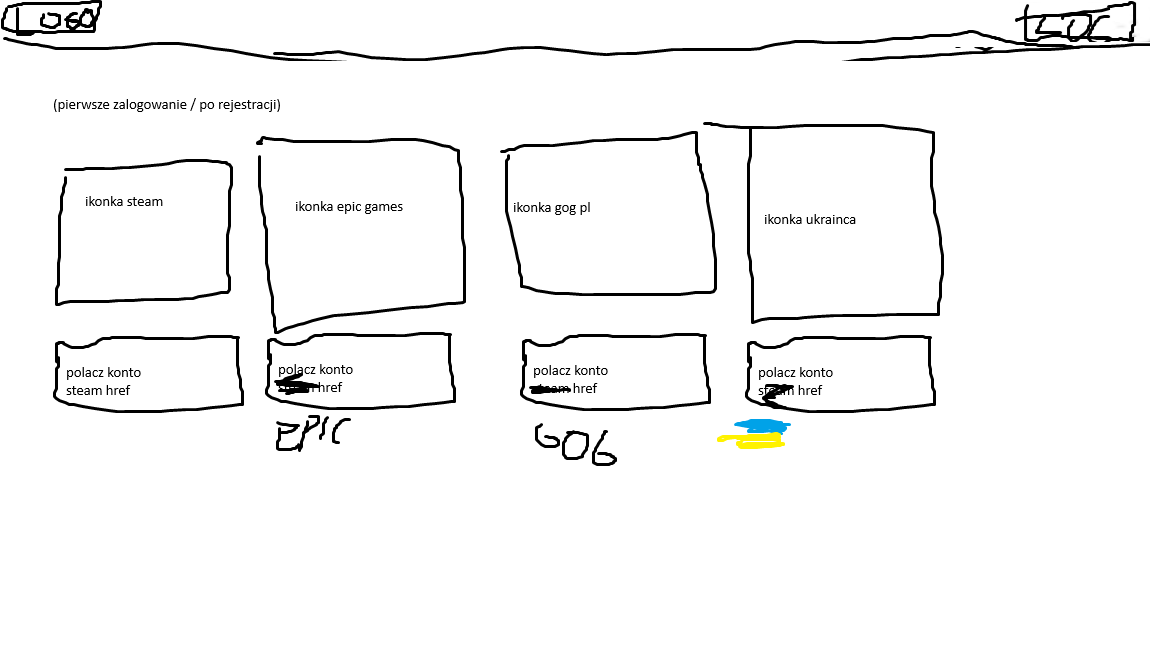 LOGO
(pierwsze zalogowanie / po rejestracji)
ikonka steam
ikonka epic games
ikonka gog pl
ikonka ukrainca
polacz konto
steam href
polacz konto
steam href
polacz konto
steam href
polacz konto
steam href
EPIC
GOG